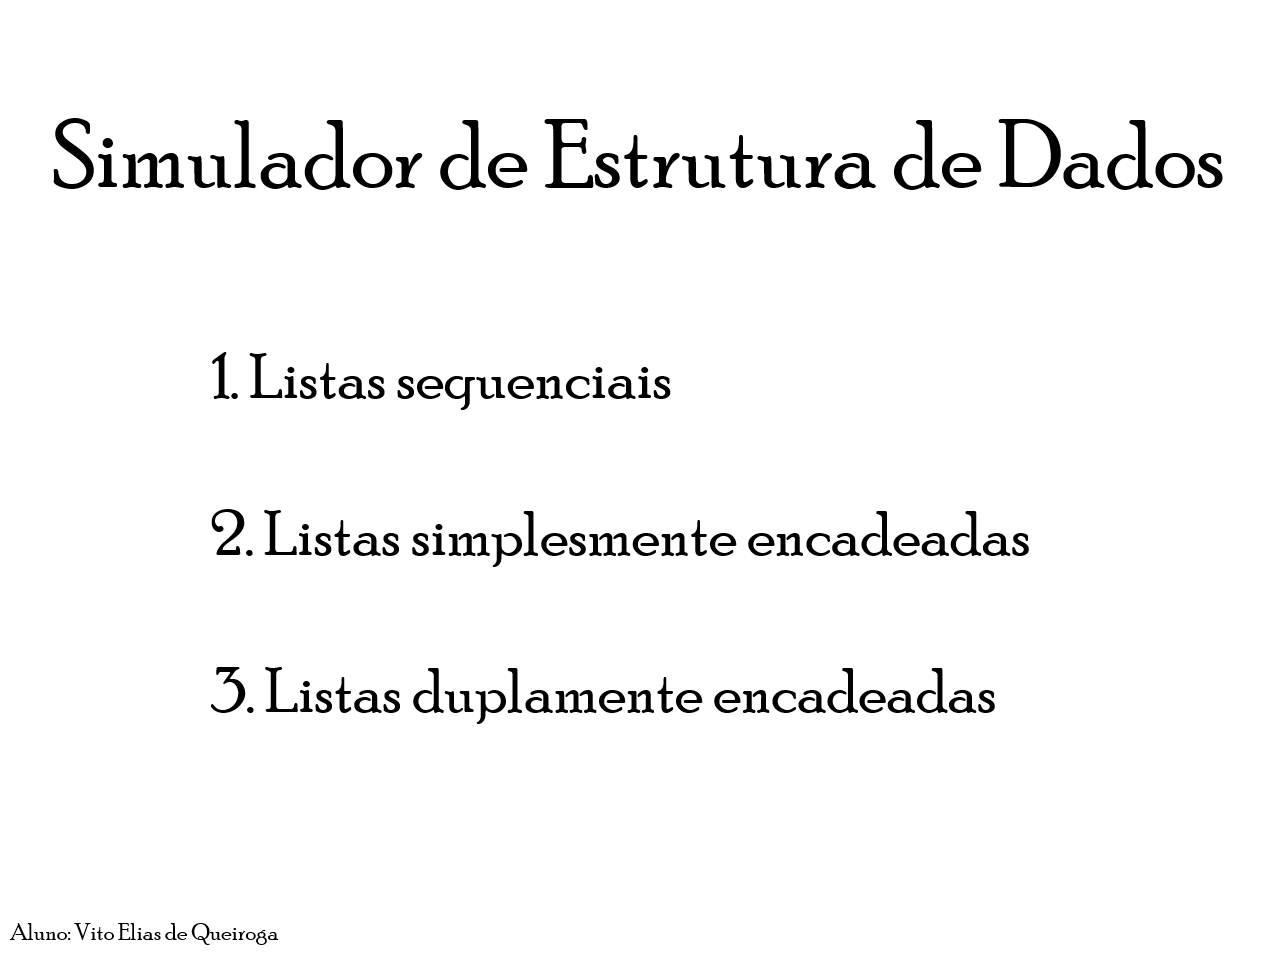 Simulador de Estrutura de Dados
1. Listas sequenciais
2. Listas simplesmente encadeadas
3. Listas duplamente encadeadas
Aluno: Vito Elias de Queiroga